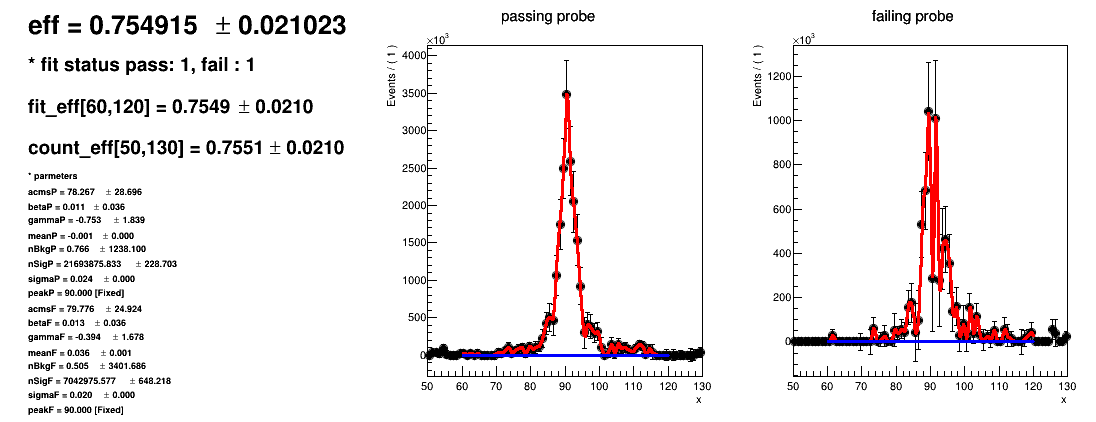 eff = 0.754915 ± 0.021023
* fit status pass: 1, fail : 1
fit_eff[60,120] = 0.7549 ± 0.0210
count_eff[50,130] = 0.7551 ± 0.0210
* parmeters
acmsP = 78.267 ± 28.696
betaP = 0.011 ± 0.036
gammaP = -0.753 ± 1.839
meanP = -0.001 ± 0.000
nBkgP = 0.766 ± 1238.100
nSigP = 21693875.833 ± 228.703
sigmaP = 0.024 ± 0.000
peakP = 90.000 [Fixed]
acmsF = 79.776 ± 24.924
betaF = 0.013 ± 0.036
gammaF = -0.394 ± 1.678
meanF = 0.036 ± 0.001
nBkgF = 0.505 ± 3401.686
nSigF = 7042975.577 ± 648.218
sigmaF = 0.020 ± 0.000
peakF = 90.000 [Fixed]
passing probe
×10³
Events / ( 1 )
4000
3500
3000
2500
2000
1500
1000
500
0
50 60 70 80 90 100 110 120 130
x
failing probe
×10³
Events / ( 1 )
1200
1000
800
600
400
200
0
50 60 70 80 90 100 110 120 130
x